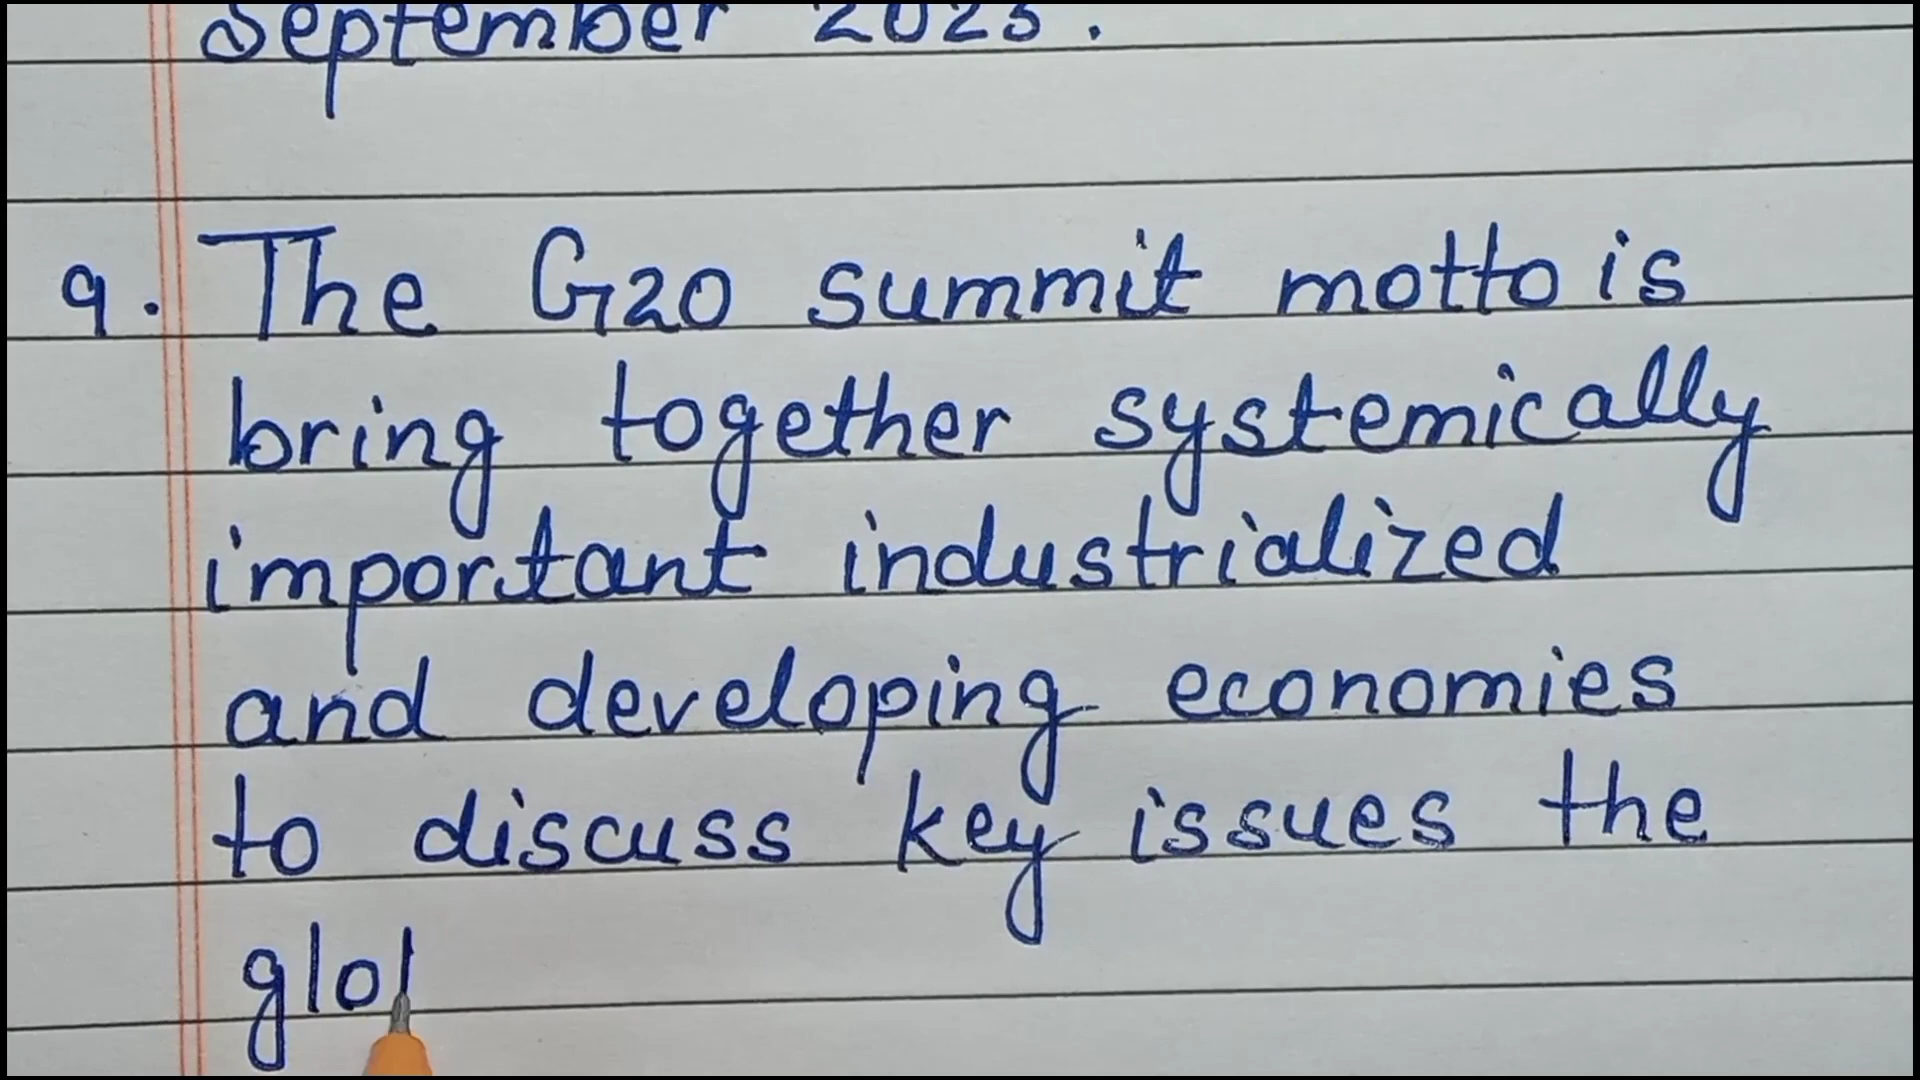 September 2023.
9. The G20 summit motto is
bring together systemically
important industrialized
and developing economies
to discuss key issues the